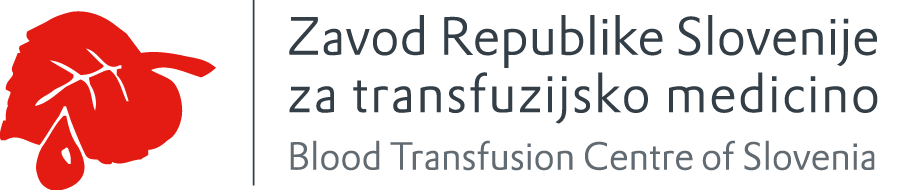 Zavod Republike Slovenije
za transfuzijsko medicino
Blood Transfusion Centre of Slovenia